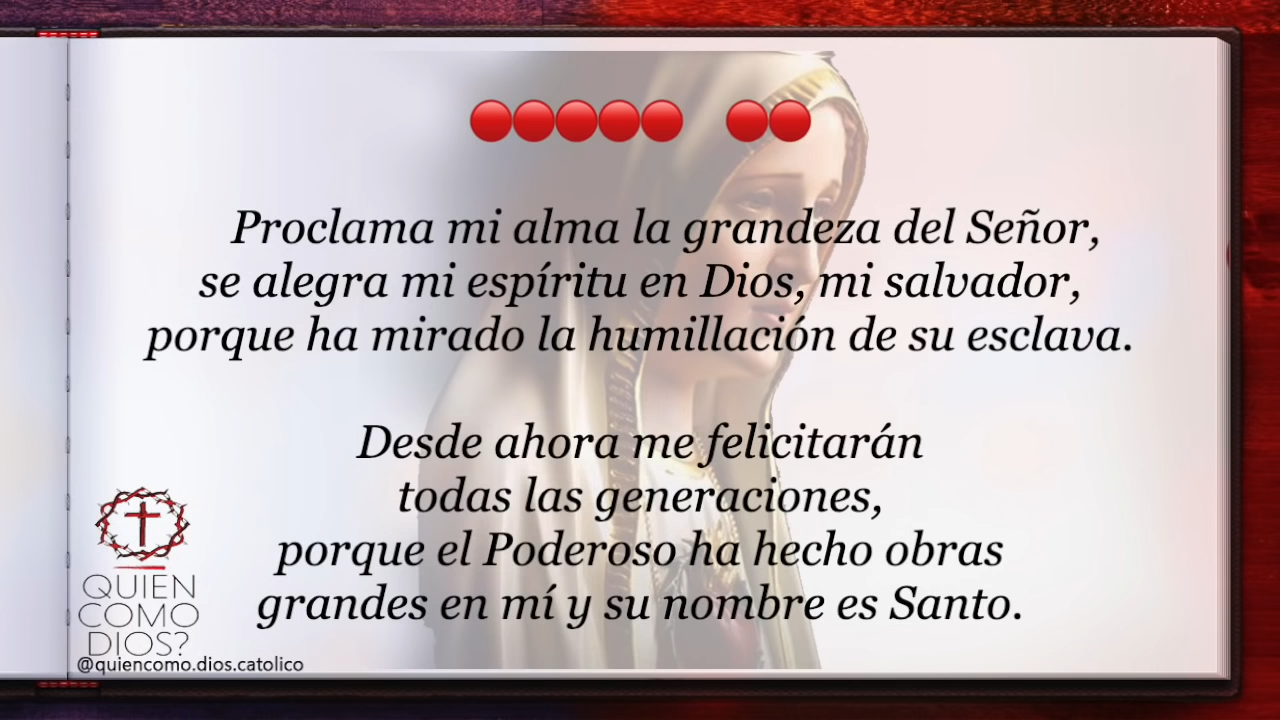 Proclama mi alma la grandeza del Señor,
se alegra mi espíritu en Dios, mi salvador,
porque ha mirado la humillación de su esclava.
Desde ahora me felicitarán
todas las generaciones,
porque el Poderoso ha hecho obras
grandes en mí y su nombre es Santo.
QUIEN
COMO
DIOS?
@quiencomo.dios.catolico